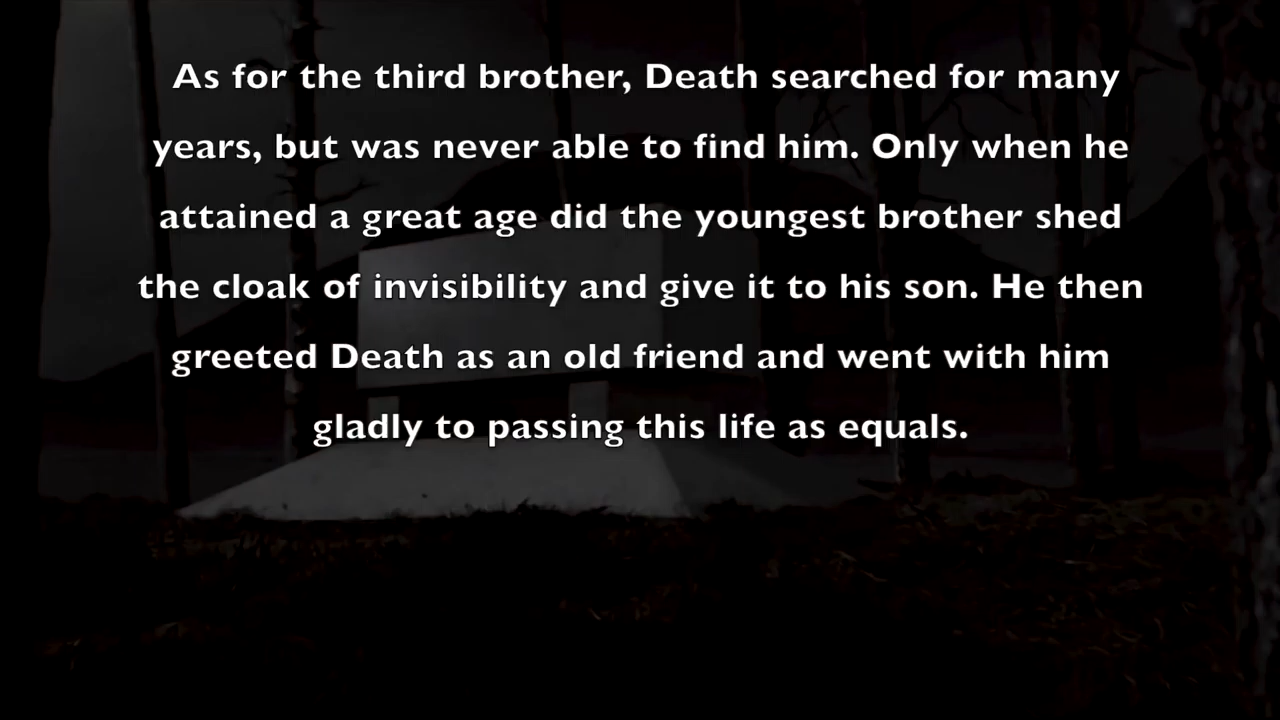 As for the third brother, Death searched for many
years, but was never able to find him. Only when he
attained a great age did the youngest brother shed
the cloak of invisibility and give it to his son. He then
greeted Death as an old friend and went with him
gladly to passing this life as equals.